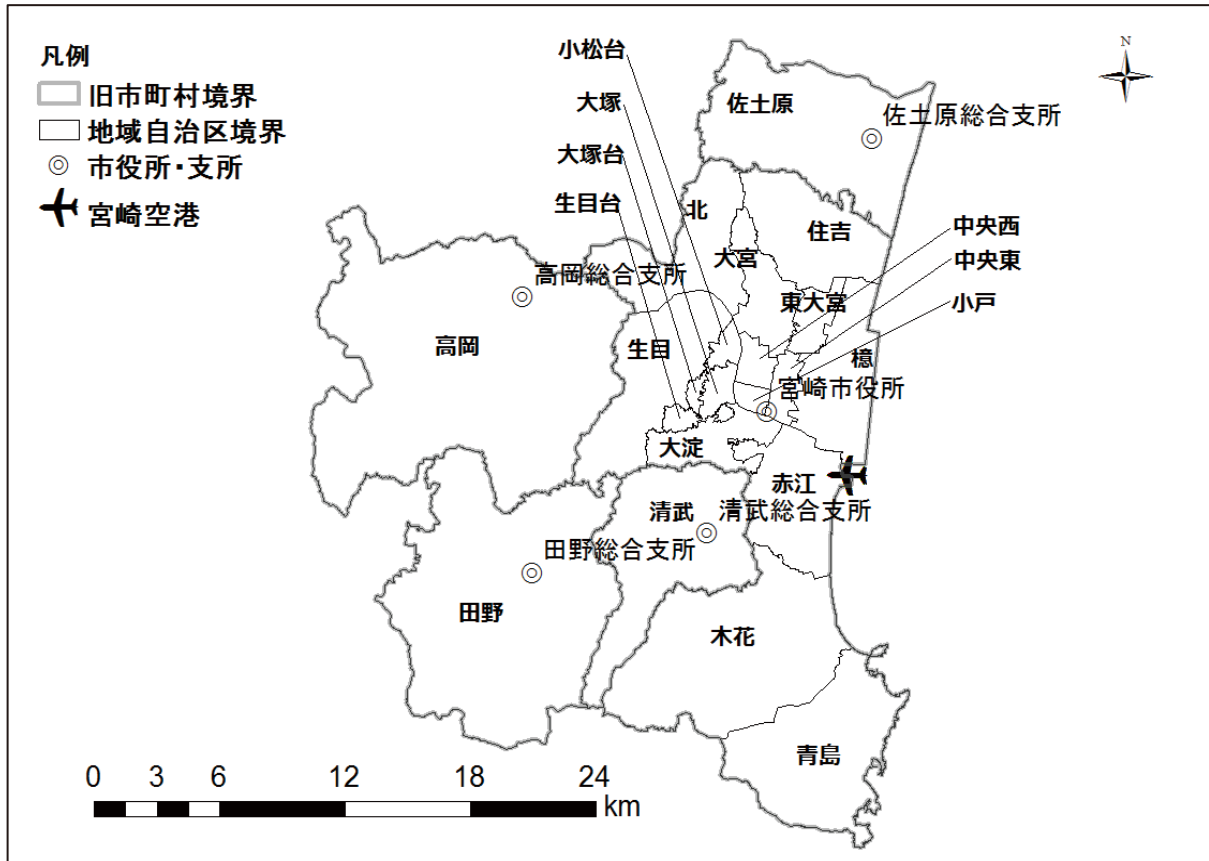 凡例
旧市町村境界
地域自治区境界
市役所・支所
宮崎空港
N
小松台
大塚
大塚台
生目台
佐土原
佐土原総合支所
北
住吉
中央西
大宮
中央東
高岡総合支所
東大宮
小戸
高岡
生目
檍
宮崎市役所
大淀
赤江
清武
清武総合支所
田野総合支所
田野
木花
青島
0 3 6 12 18 24
km